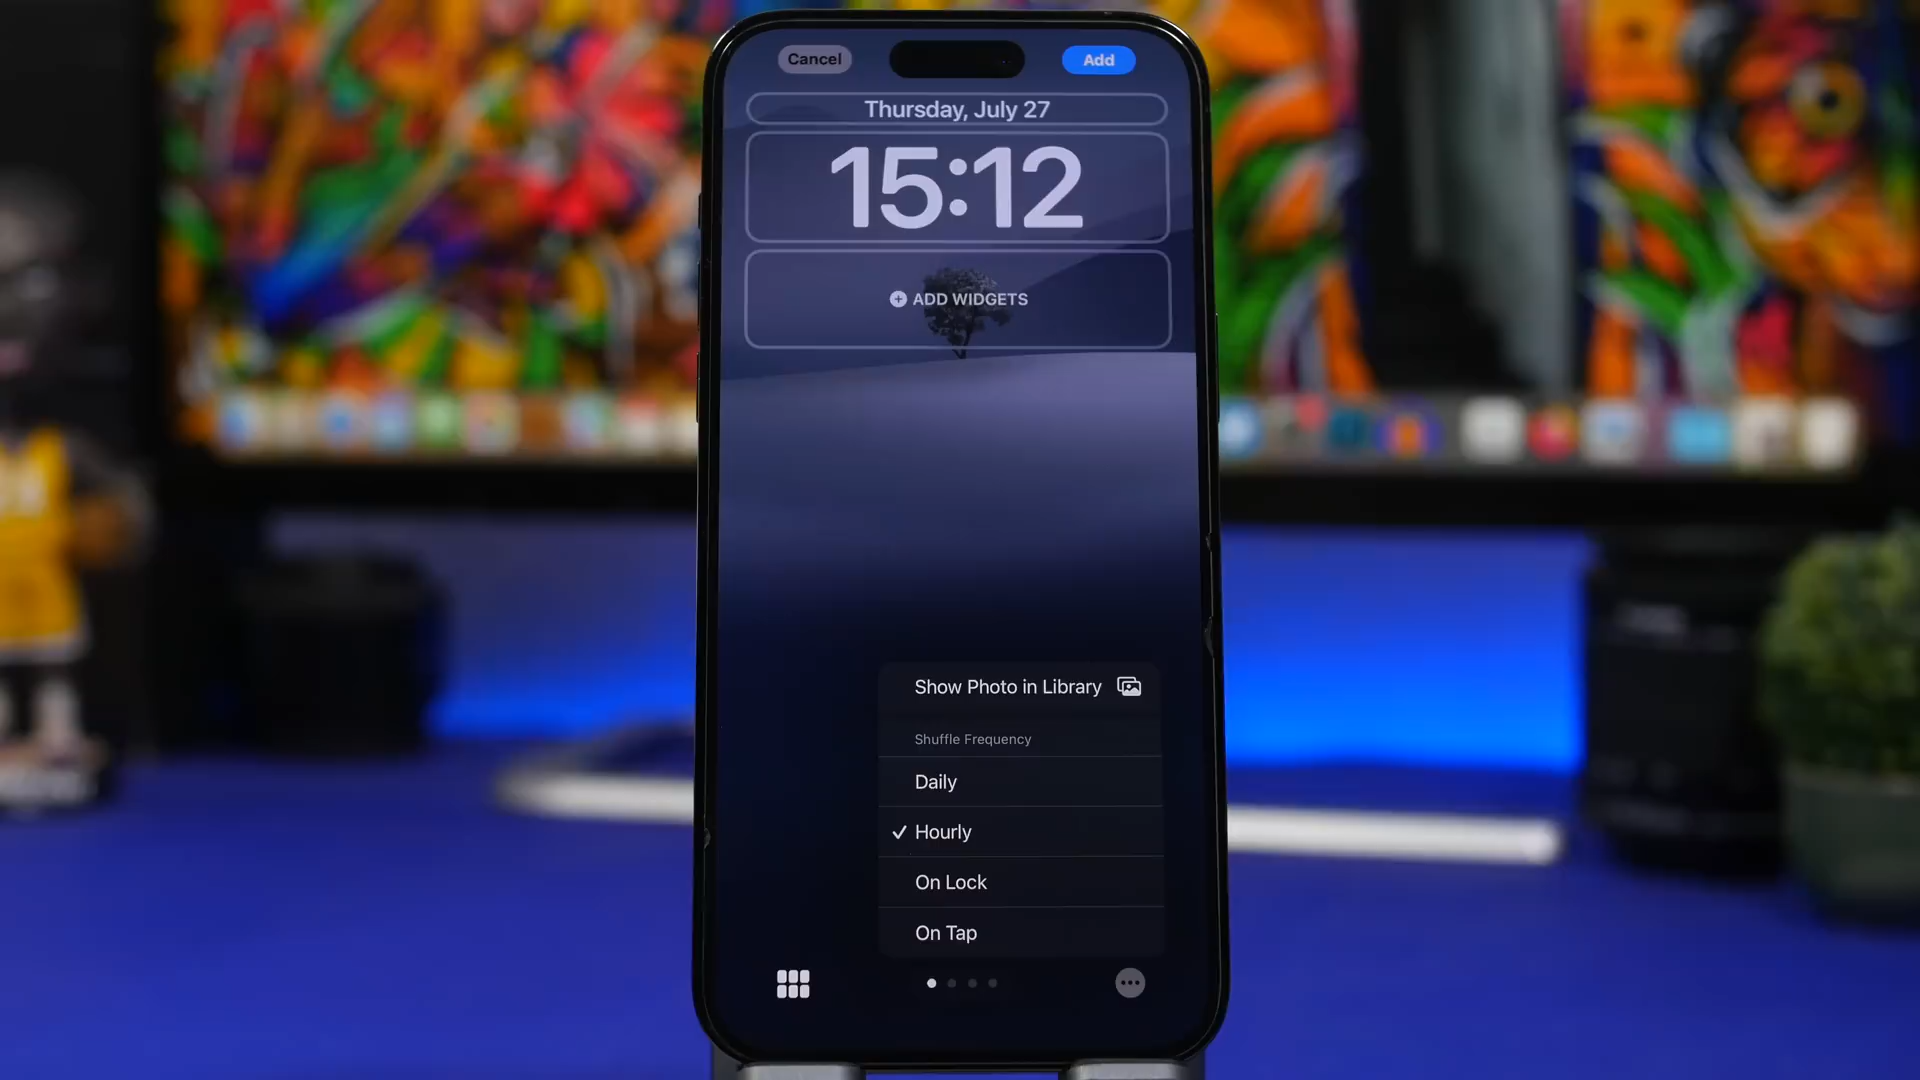 Cancel
Add
Thursday, July 27
15:12
ADD WIDGETS
Show Photo in Library
Shuffle Frequency
Daily
Hourly
On Lock
On Tap